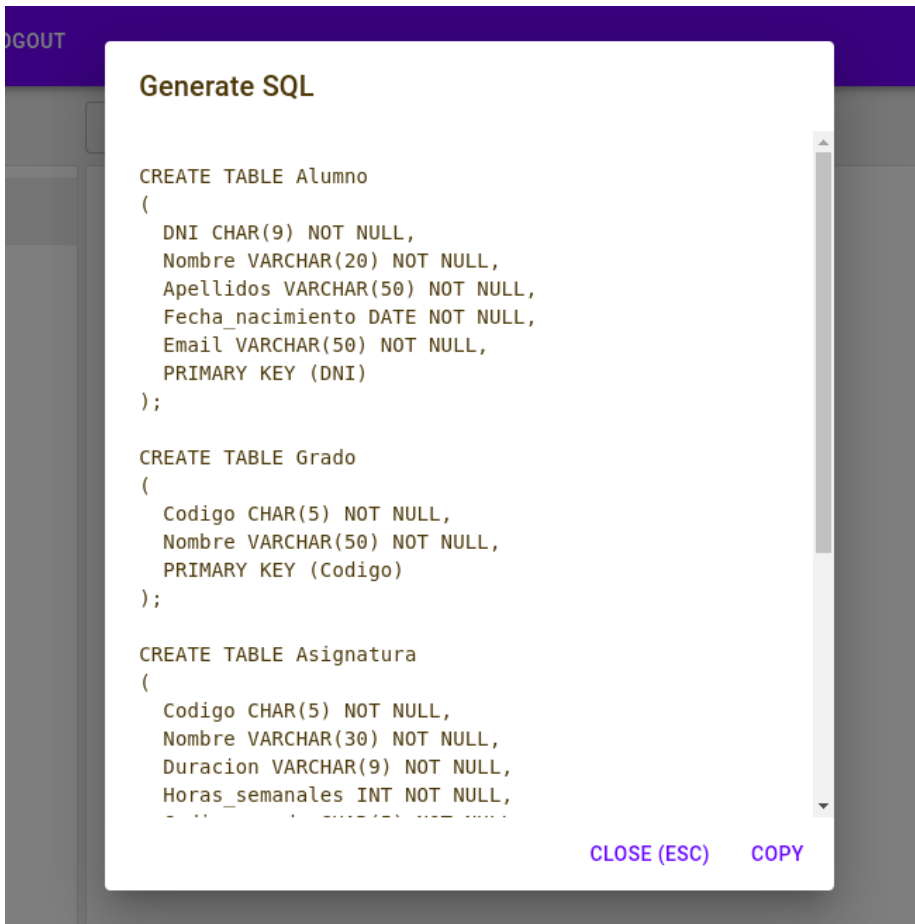 OGOUT
Generate SQL
CREATE TABLE Alumno
(
  DNI CHAR(9) NOT NULL,
  Nombre VARCHAR(20) NOT NULL,
  Apellidos VARCHAR(50) NOT NULL,
  Fecha_nacimiento DATE NOT NULL,
  Email VARCHAR(50) NOT NULL,
  PRIMARY KEY (DNI)
);
CREATE TABLE Grado
(
  Codigo CHAR(5) NOT NULL,
  Nombre VARCHAR(50) NOT NULL,
  PRIMARY KEY (Codigo)
);
CREATE TABLE Asignatura
(
  Codigo CHAR(5) NOT NULL,
  Nombre VARCHAR(30) NOT NULL,
  Duracion VARCHAR(9) NOT NULL,
  Horas_semanales INT NOT NULL,
CLOSE (ESC) COPY